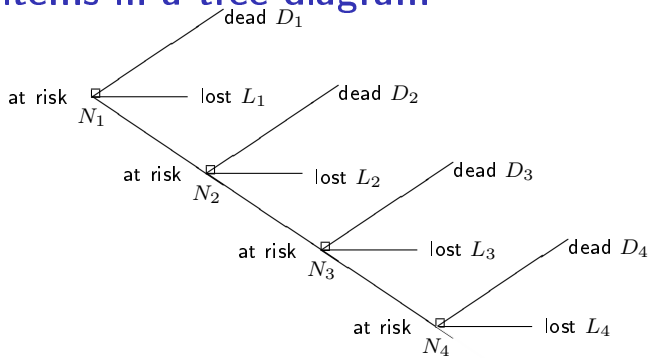 items in a tree diagram
dead D₁
at risk
lost L₁
N₁
dead D₂
at risk
lost L₂
N₂
dead D₃
at risk
lost L₃
N₃
dead D₄
at risk
lost L₄
N₄